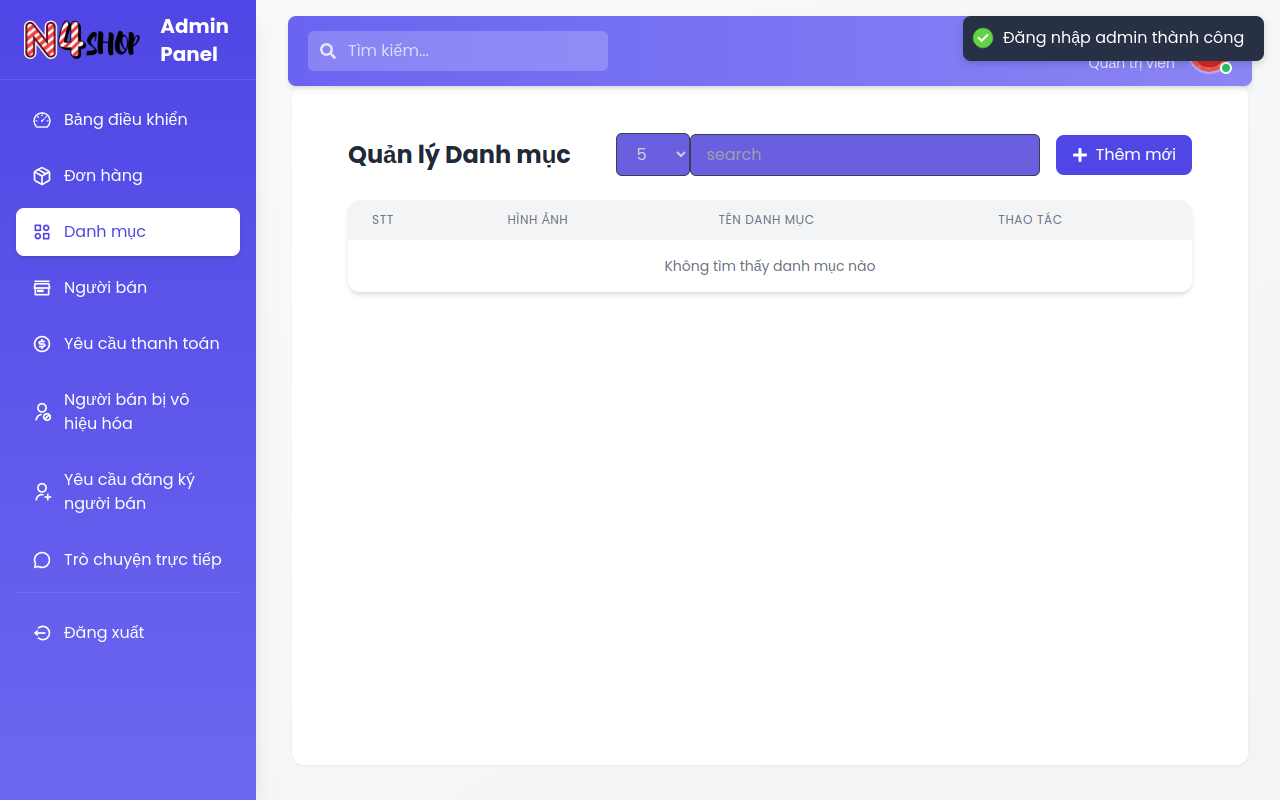 N4SHOP
Admin
Panel
Tìm kiếm...
Đăng nhập admin thành công
Quản trị viên
Bảng điều khiển
Đơn hàng
Danh mục
Người bán
Yêu cầu thanh toán
Người bán bị vô
hiệu hóa
Yêu cầu đăng ký
người bán
Trò chuyện trực tiếp
Đăng xuất
Quản lý Danh mục
5
search
Thêm mới
STT HÌNH ẢNH TÊN DANH MỤC THAO TÁC
Không tìm thấy danh mục nào